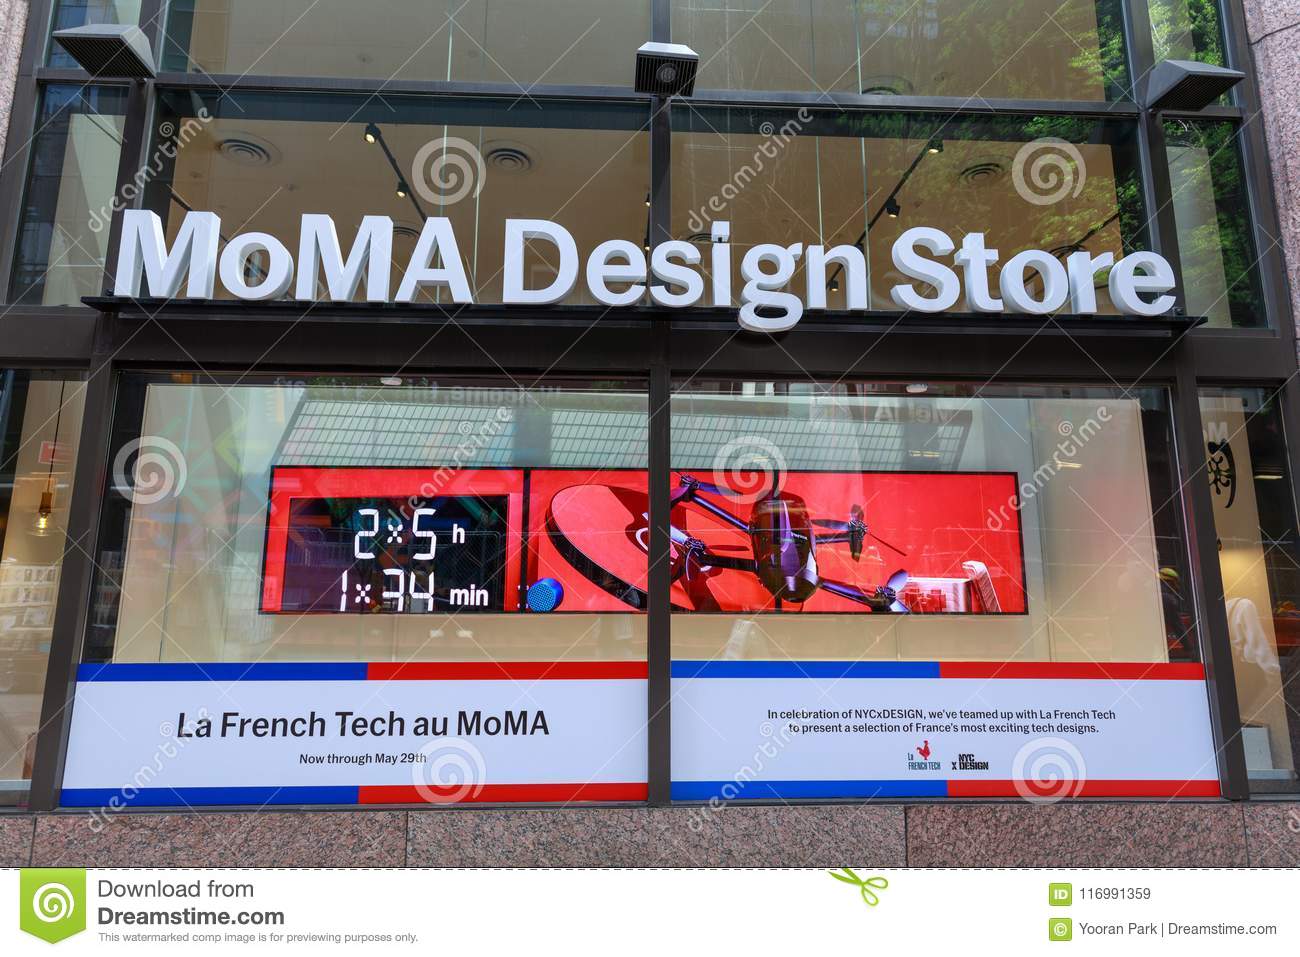 MoMA Design Store
2 x 5 h
1 x 34 min
La French Tech au MoMA
Now through May 29th
In celebration of NYCxDESIGN, we've teamed up with La French Tech
to present a selection of France's most exciting tech designs.
La
FRENCH TECH
NYC
X DESIGN
dreamstime
Download from
Dreamstime.com
This watermarked comp image is for previewing purposes only.
ID 116991359
© Yooran Park | Dreamstime.com